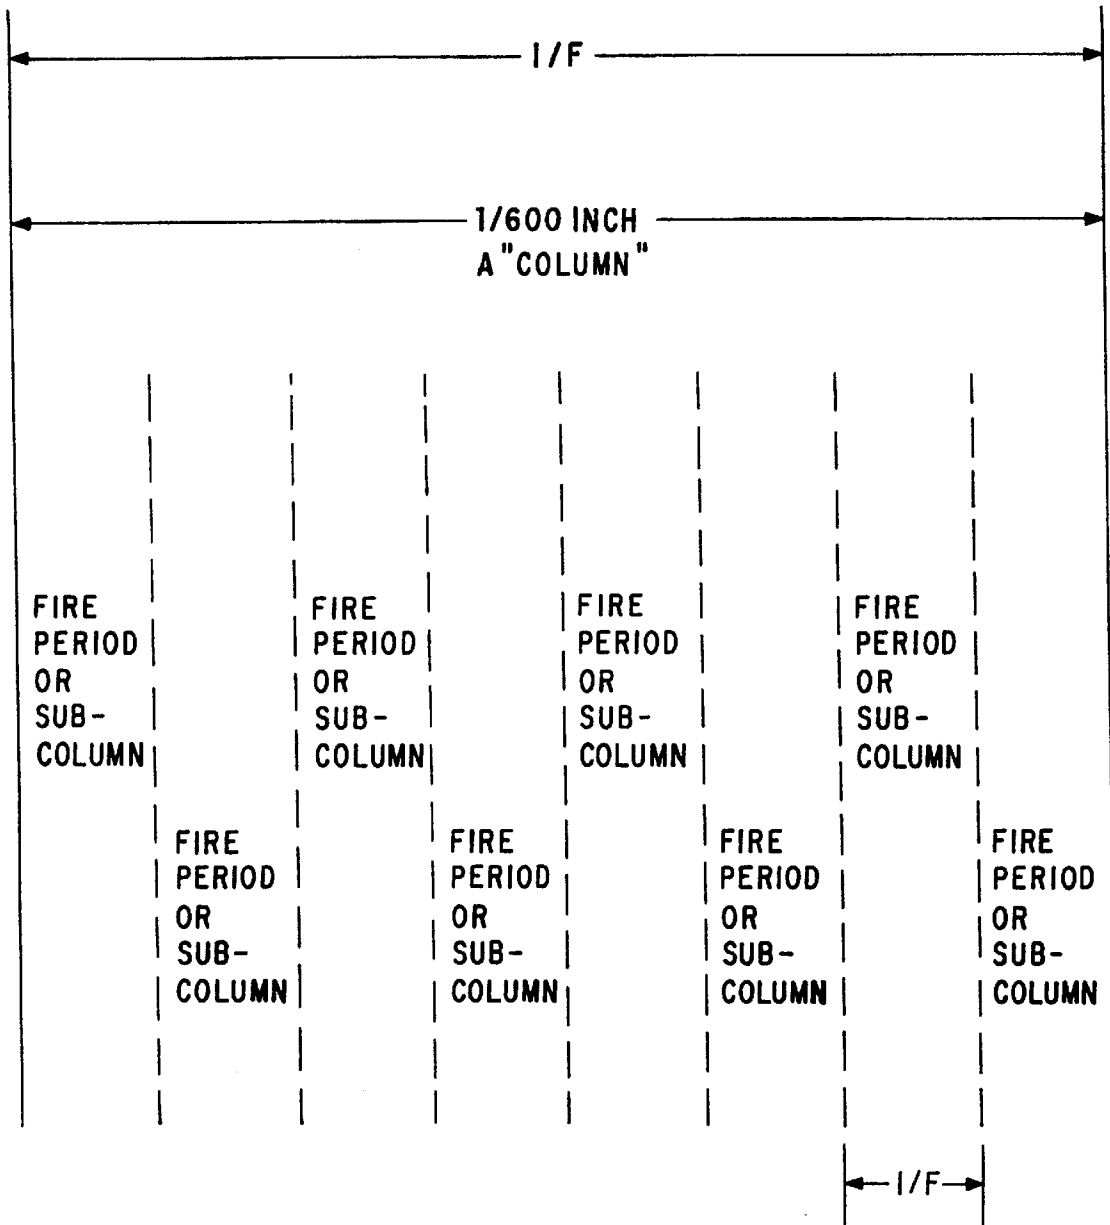 1/F
1/600 INCH
A "COLUMN"
FIRE
PERIOD
OR
SUB-
COLUMN
FIRE
PERIOD
OR
SUB-
COLUMN
FIRE
PERIOD
OR
SUB-
COLUMN
FIRE
PERIOD
OR
SUB-
COLUMN
FIRE
PERIOD
OR
SUB-
COLUMN
FIRE
PERIOD
OR
SUB-
COLUMN
FIRE
PERIOD
OR
SUB-
COLUMN
FIRE
PERIOD
OR
SUB-
COLUMN
1/F